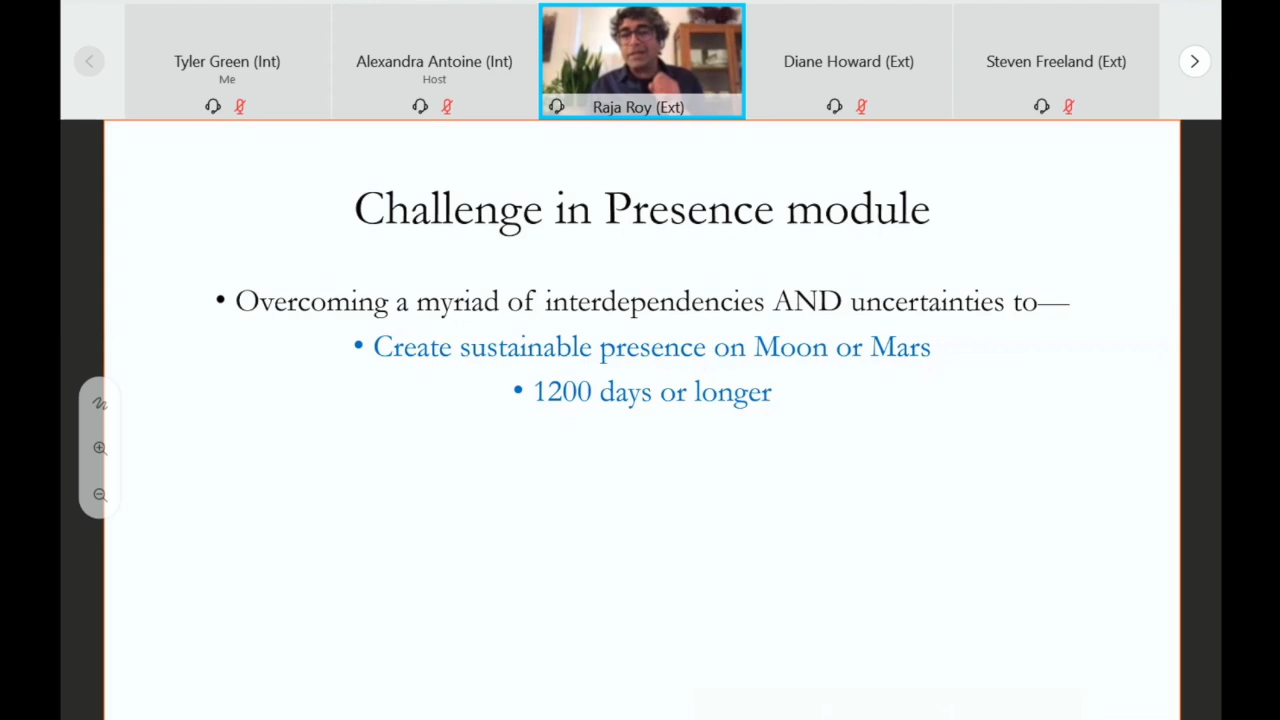 Tyler Green (Int)
Me
Alexandra Antoine (Int)
Host
Raja Roy (Ext)
Diane Howard (Ext)
Steven Freeland (Ext)
Challenge in Presence module
• Overcoming a myriad of interdependencies AND uncertainties to—
• Create sustainable presence on Moon or Mars
• 1200 days or longer